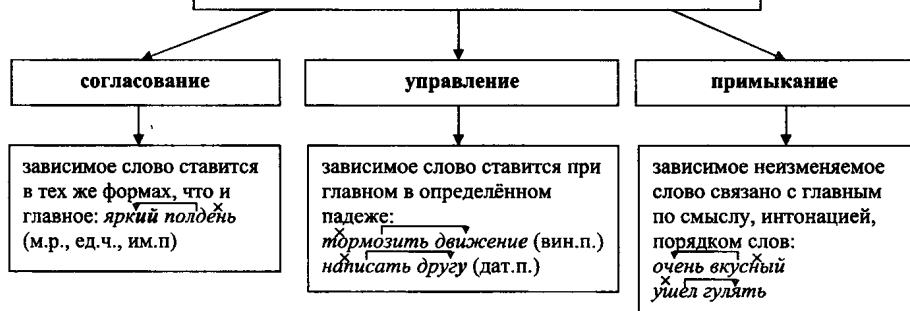 согласование
управление
примыкание
зависимое слово ставится
в тех же формах, что и
главное: яркий полдень
(м.р., ед.ч., им.п)
зависимое слово ставится при
главном в определённом
падеже:
тормозить движение (вин.п.)
написать другу (дат.п.)
зависимое неизменяемое
слово связано с главным
по смыслу, интонацией,
порядком слов:
очень вкусный
ушел гулять